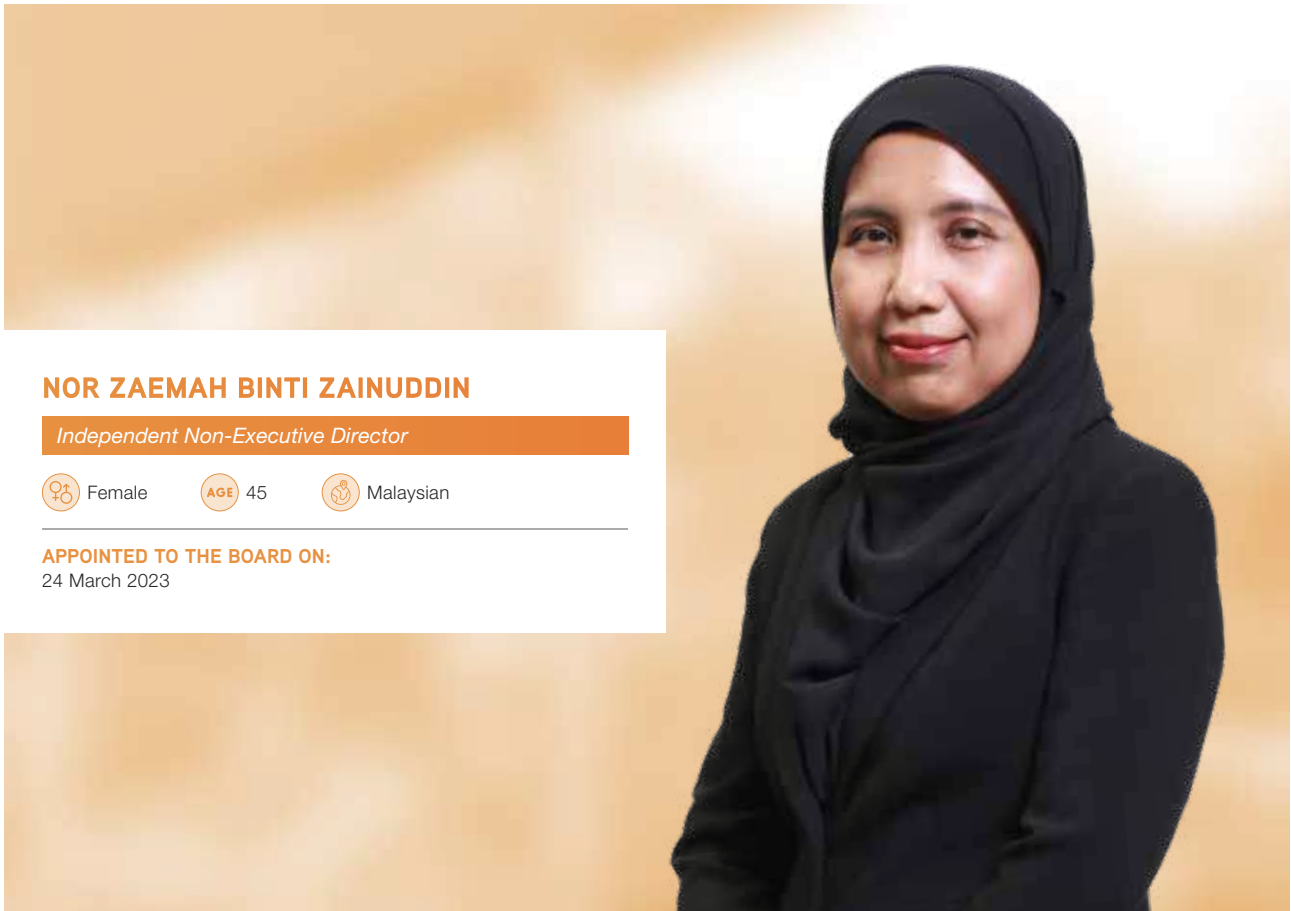 NOR ZAEMAH BINTI ZAINUDDIN
Independent Non-Executive Director
Female AGE 45 Malaysian
APPOINTED TO THE BOARD ON:
24 March 2023